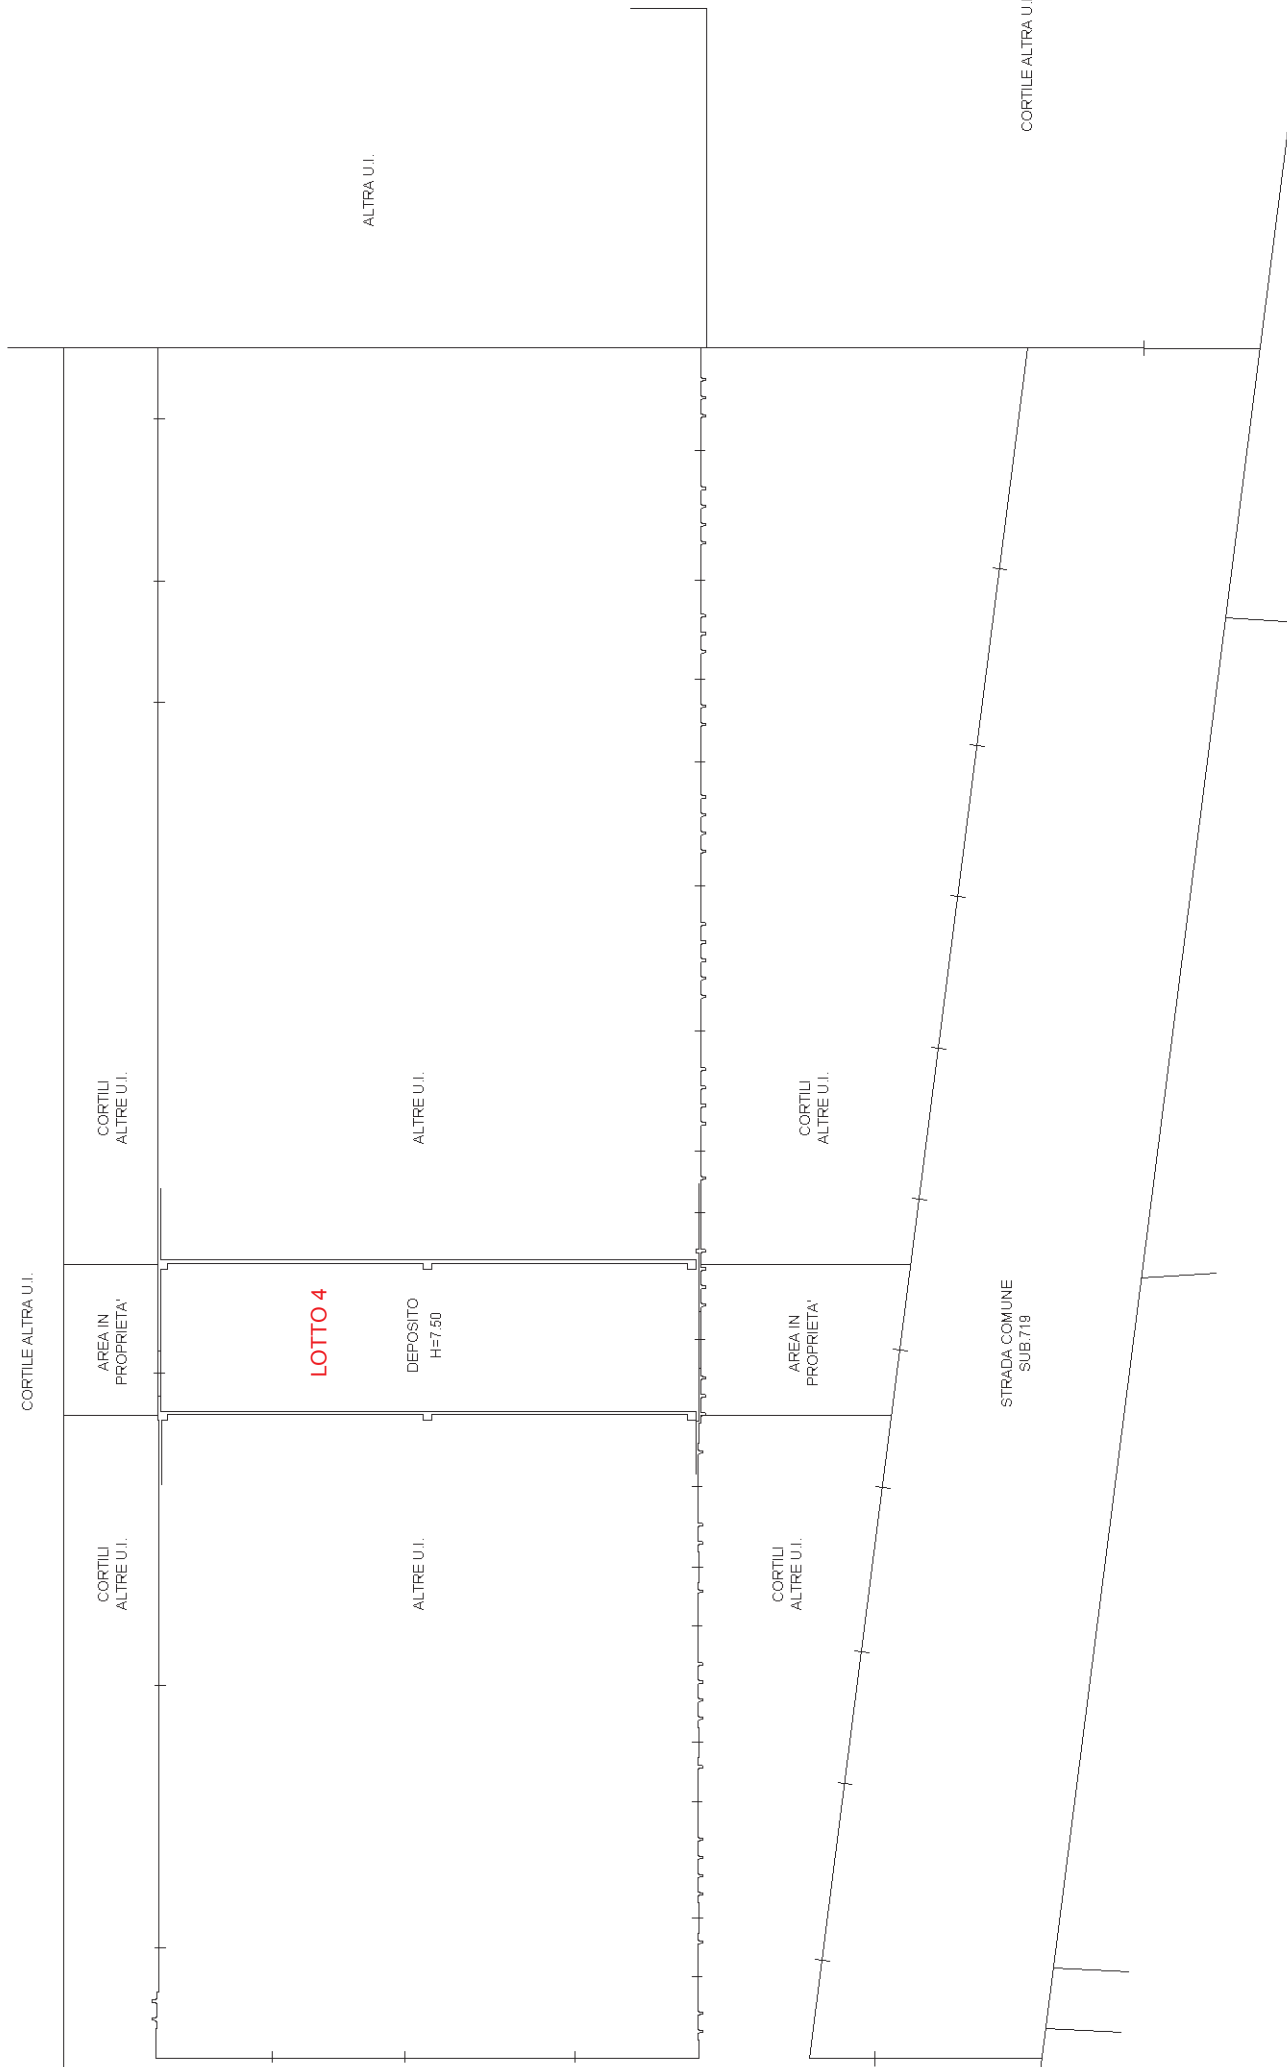 CORTILE ALTRA U.I.
ALTRA U.I.
CORTILE ALTRA U.I.
CORTILI
ALTRE U.I.
ALTRE U.I.
CORTILI
ALTRE U.I.
AREA IN
PROPRIETA'
LOTTO 4
DEPOSITO
H=7.50
AREA IN
PROPRIETA'
STRADA COMUNE
SUB.719
CORTILI
ALTRE U.I.
ALTRE U.I.
CORTILI
ALTRE U.I.